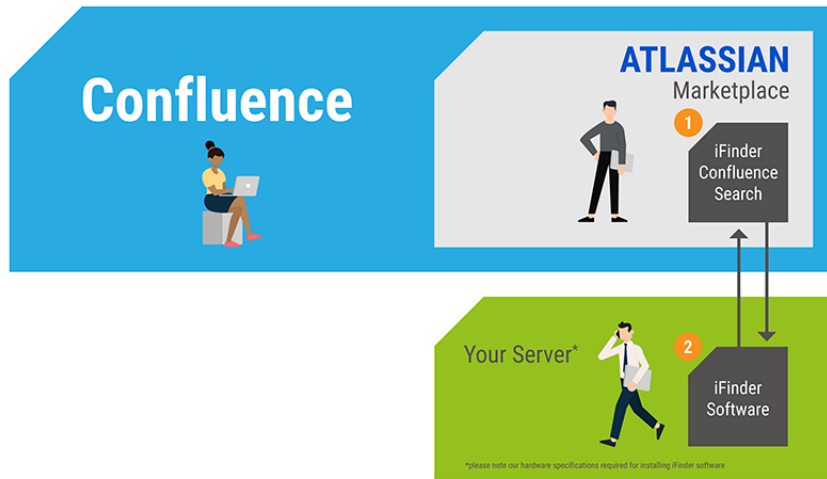 Confluence
ATLASSIAN
Marketplace
1
iFinder
Confluence
Search
Your Server*
2
iFinder
Software
*please note our hardware specifications required for installing iFinder software